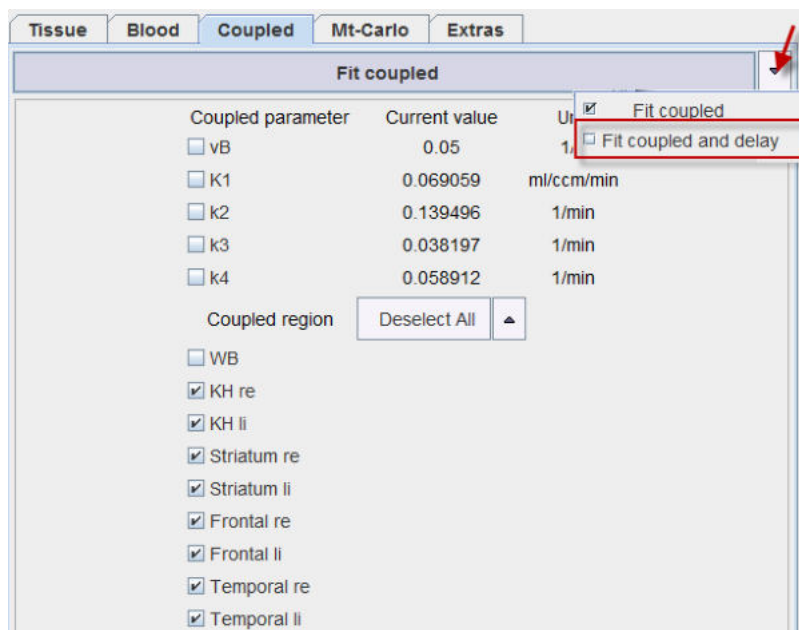 Tissue Blood Coupled Mt-Carlo Extras
Fit coupled
Fit coupled
Fit coupled and delay
Coupled parameter Current value
vB 0.05
K1 0.069059 ml/ccm/min
k2 0.139496 1/min
k3 0.038197 1/min
k4 0.058912 1/min
Coupled region Deselect All
WB
KH re
KH li
Striatum re
Striatum li
Frontal re
Frontal li
Temporal re
Temporal li